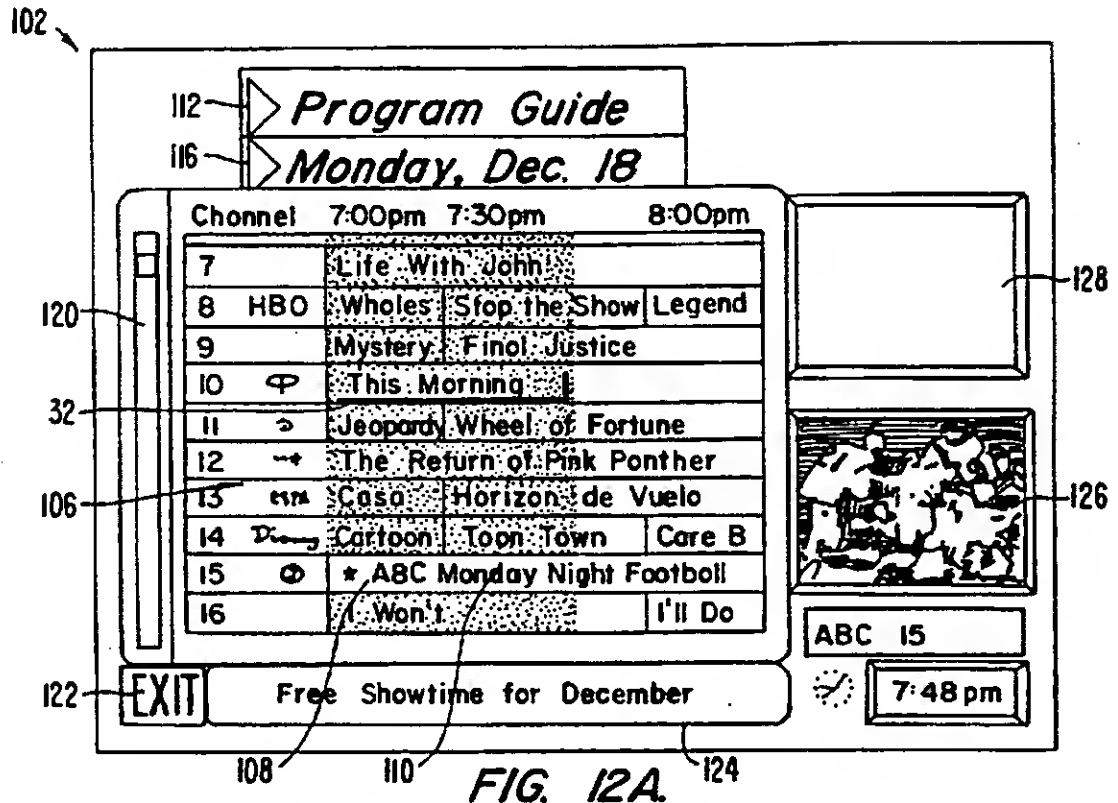 102
112 Program Guide
116 Monday, Dec. 18
Chonnel 7:00pm 7:30pm 8:00pm
7 Life With John
8 HBO Wholes Stop the Show Legend
128
120
9 Mystery Finol Justice
10 This Morning
32
11 Jeopardy Wheel of Fortune
12 The Return of Pink Ponther
106
13 Casa Horizon de Vuelo
126
14 Cartoon Toon Town Care B
15 * ABC Monday Night Footboll
16 I Won't I'll Do
ABC 15
122 EXIT Free Showtime for December 7:48 pm
108 110 124
FIG. 12A.